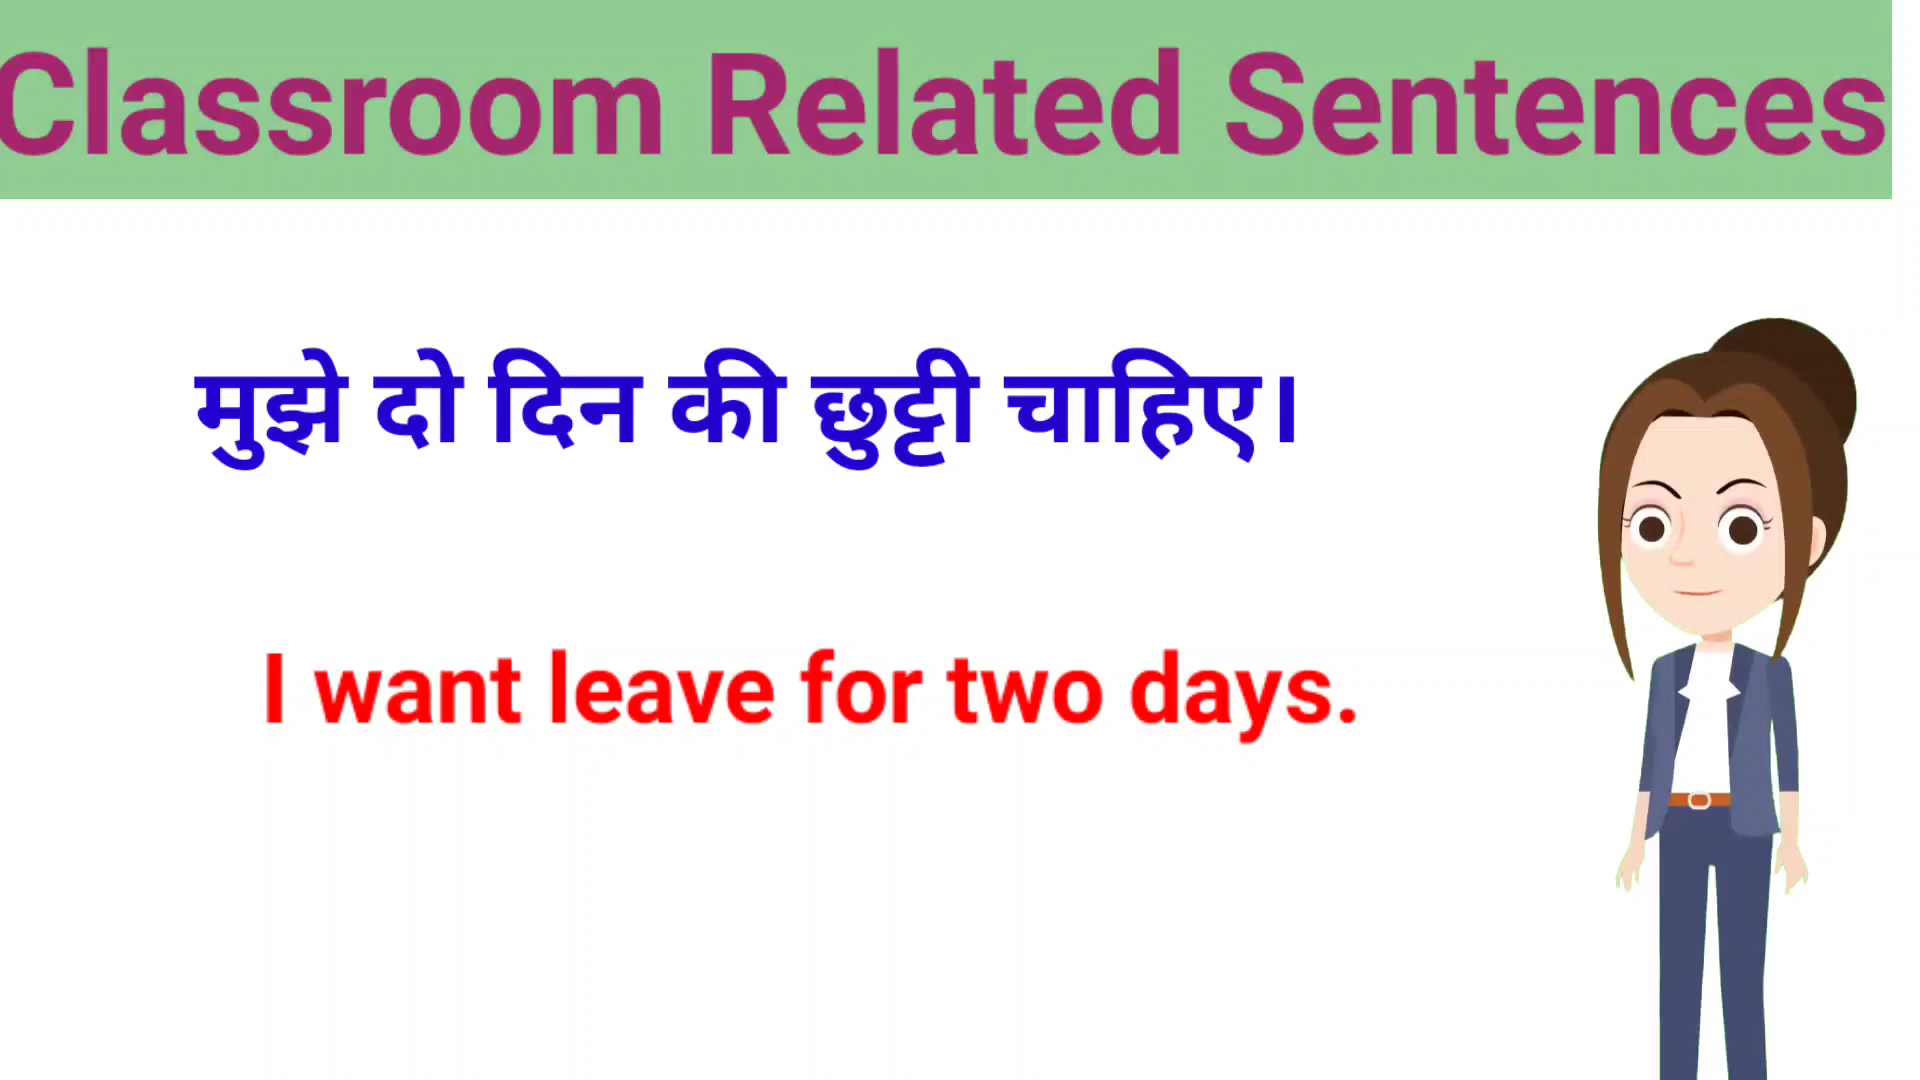 Classroom Related Sentences
मुझे दो दिन की छुट्टी चाहिए।
I want leave for two days.